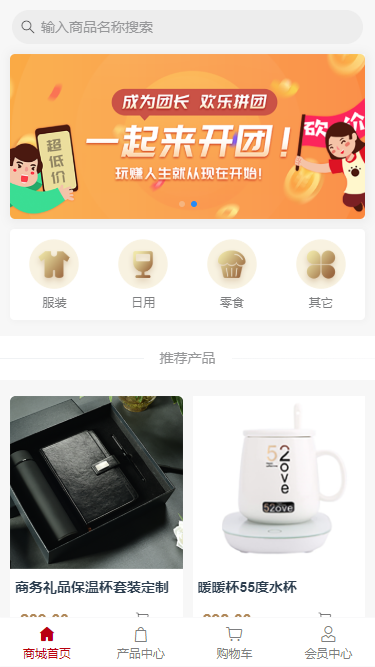 输入商品名称搜索
成为团长 欢乐拼团
一起来开团！
玩赚人生就从现在开始！
超低价
砍价
服装
日用
零食
其它
推荐产品
52ove
52ove
商务礼品保温杯套装定制
暖暖杯55度水杯
商城首页
产品中心
购物车
会员中心